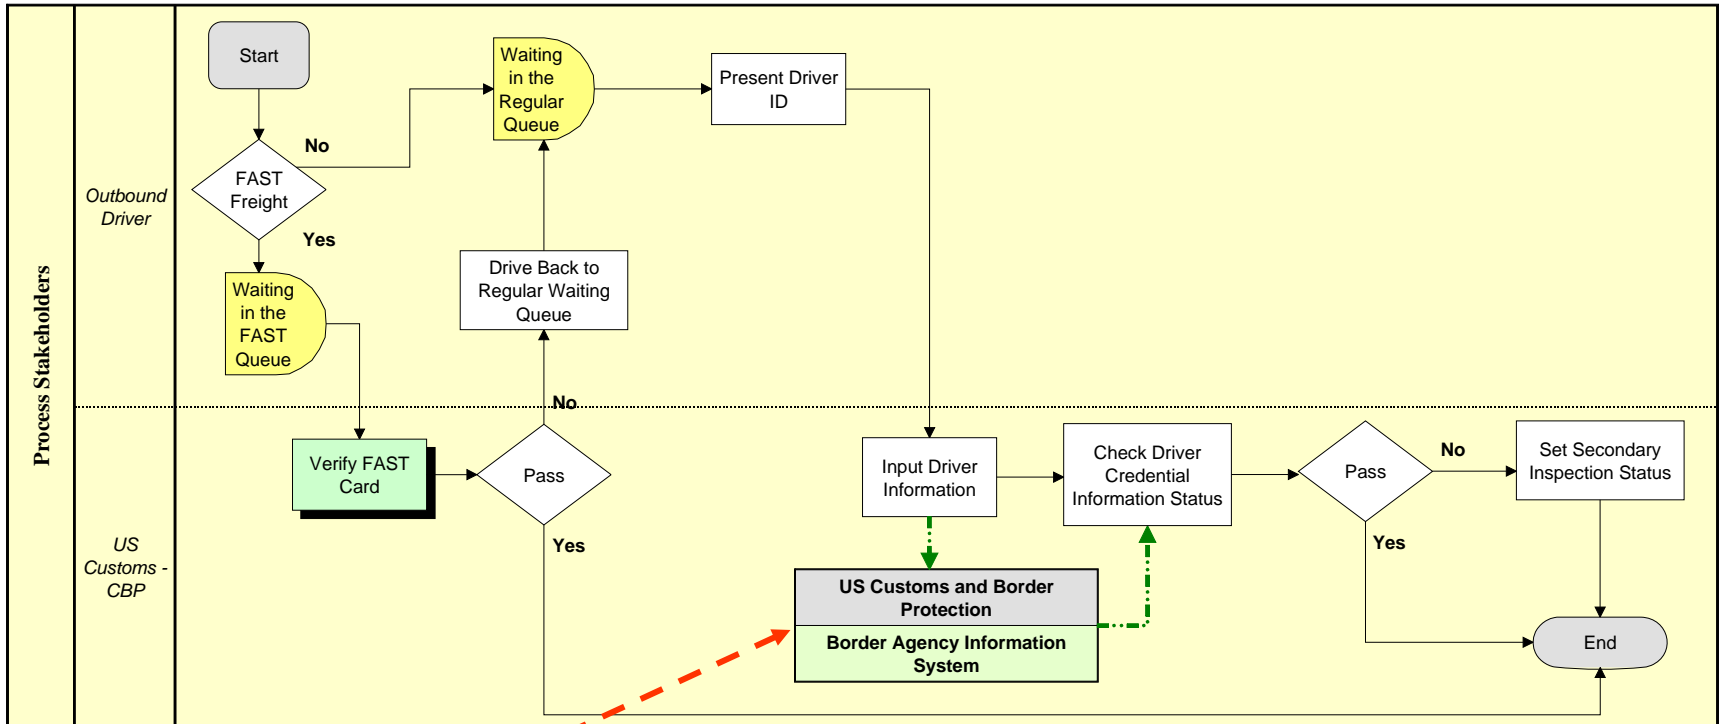 Process Stakeholders
Outbound
Driver
US
Customs -
CBP
Start
FAST
Freight
No
Yes
Waiting
in the
FAST
Queue
Waiting
in the
Regular
Queue
Present Driver
ID
Drive Back to
Regular Waiting
Queue
No
Verify FAST
Card
Pass
Yes
Input Driver
Information
Check Driver
Credential
Information Status
Pass
No
Yes
Set Secondary
Inspection Status
US Customs and Border
Protection
Border Agency Information
System
End